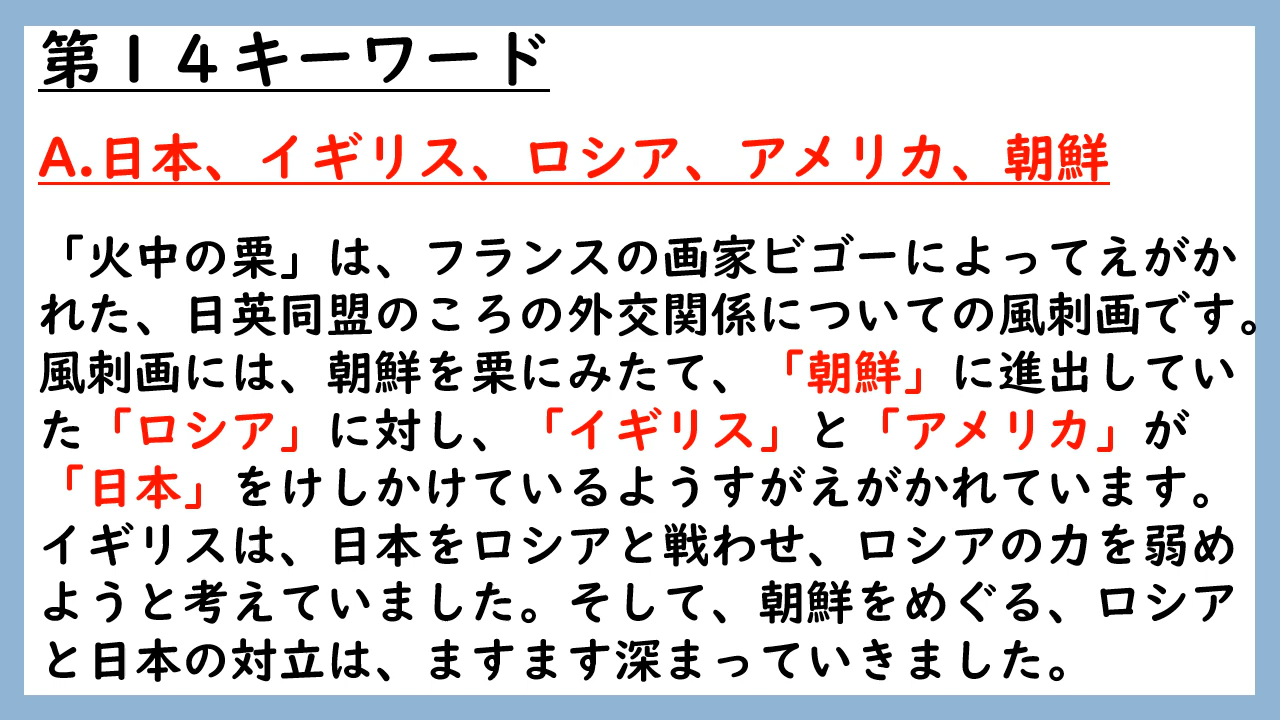 第１４キーワード
A.日本、イギリス、ロシア、アメリカ、朝鮮
「火中の栗」は、フランスの画家ビゴーによってえがか
れた、日英同盟のころの外交関係についての風刺画です。
風刺画には、朝鮮を栗にみたて、「朝鮮」に進出してい
た「ロシア」に対し、「イギリス」と「アメリカ」が
「日本」をけしかけているようすがえがかれています。
イギリスは、日本をロシアと戦わせ、ロシアの力を弱め
ようと考えていました。そして、朝鮮をめぐる、ロシア
と日本の対立は、ますます深まっていきました。